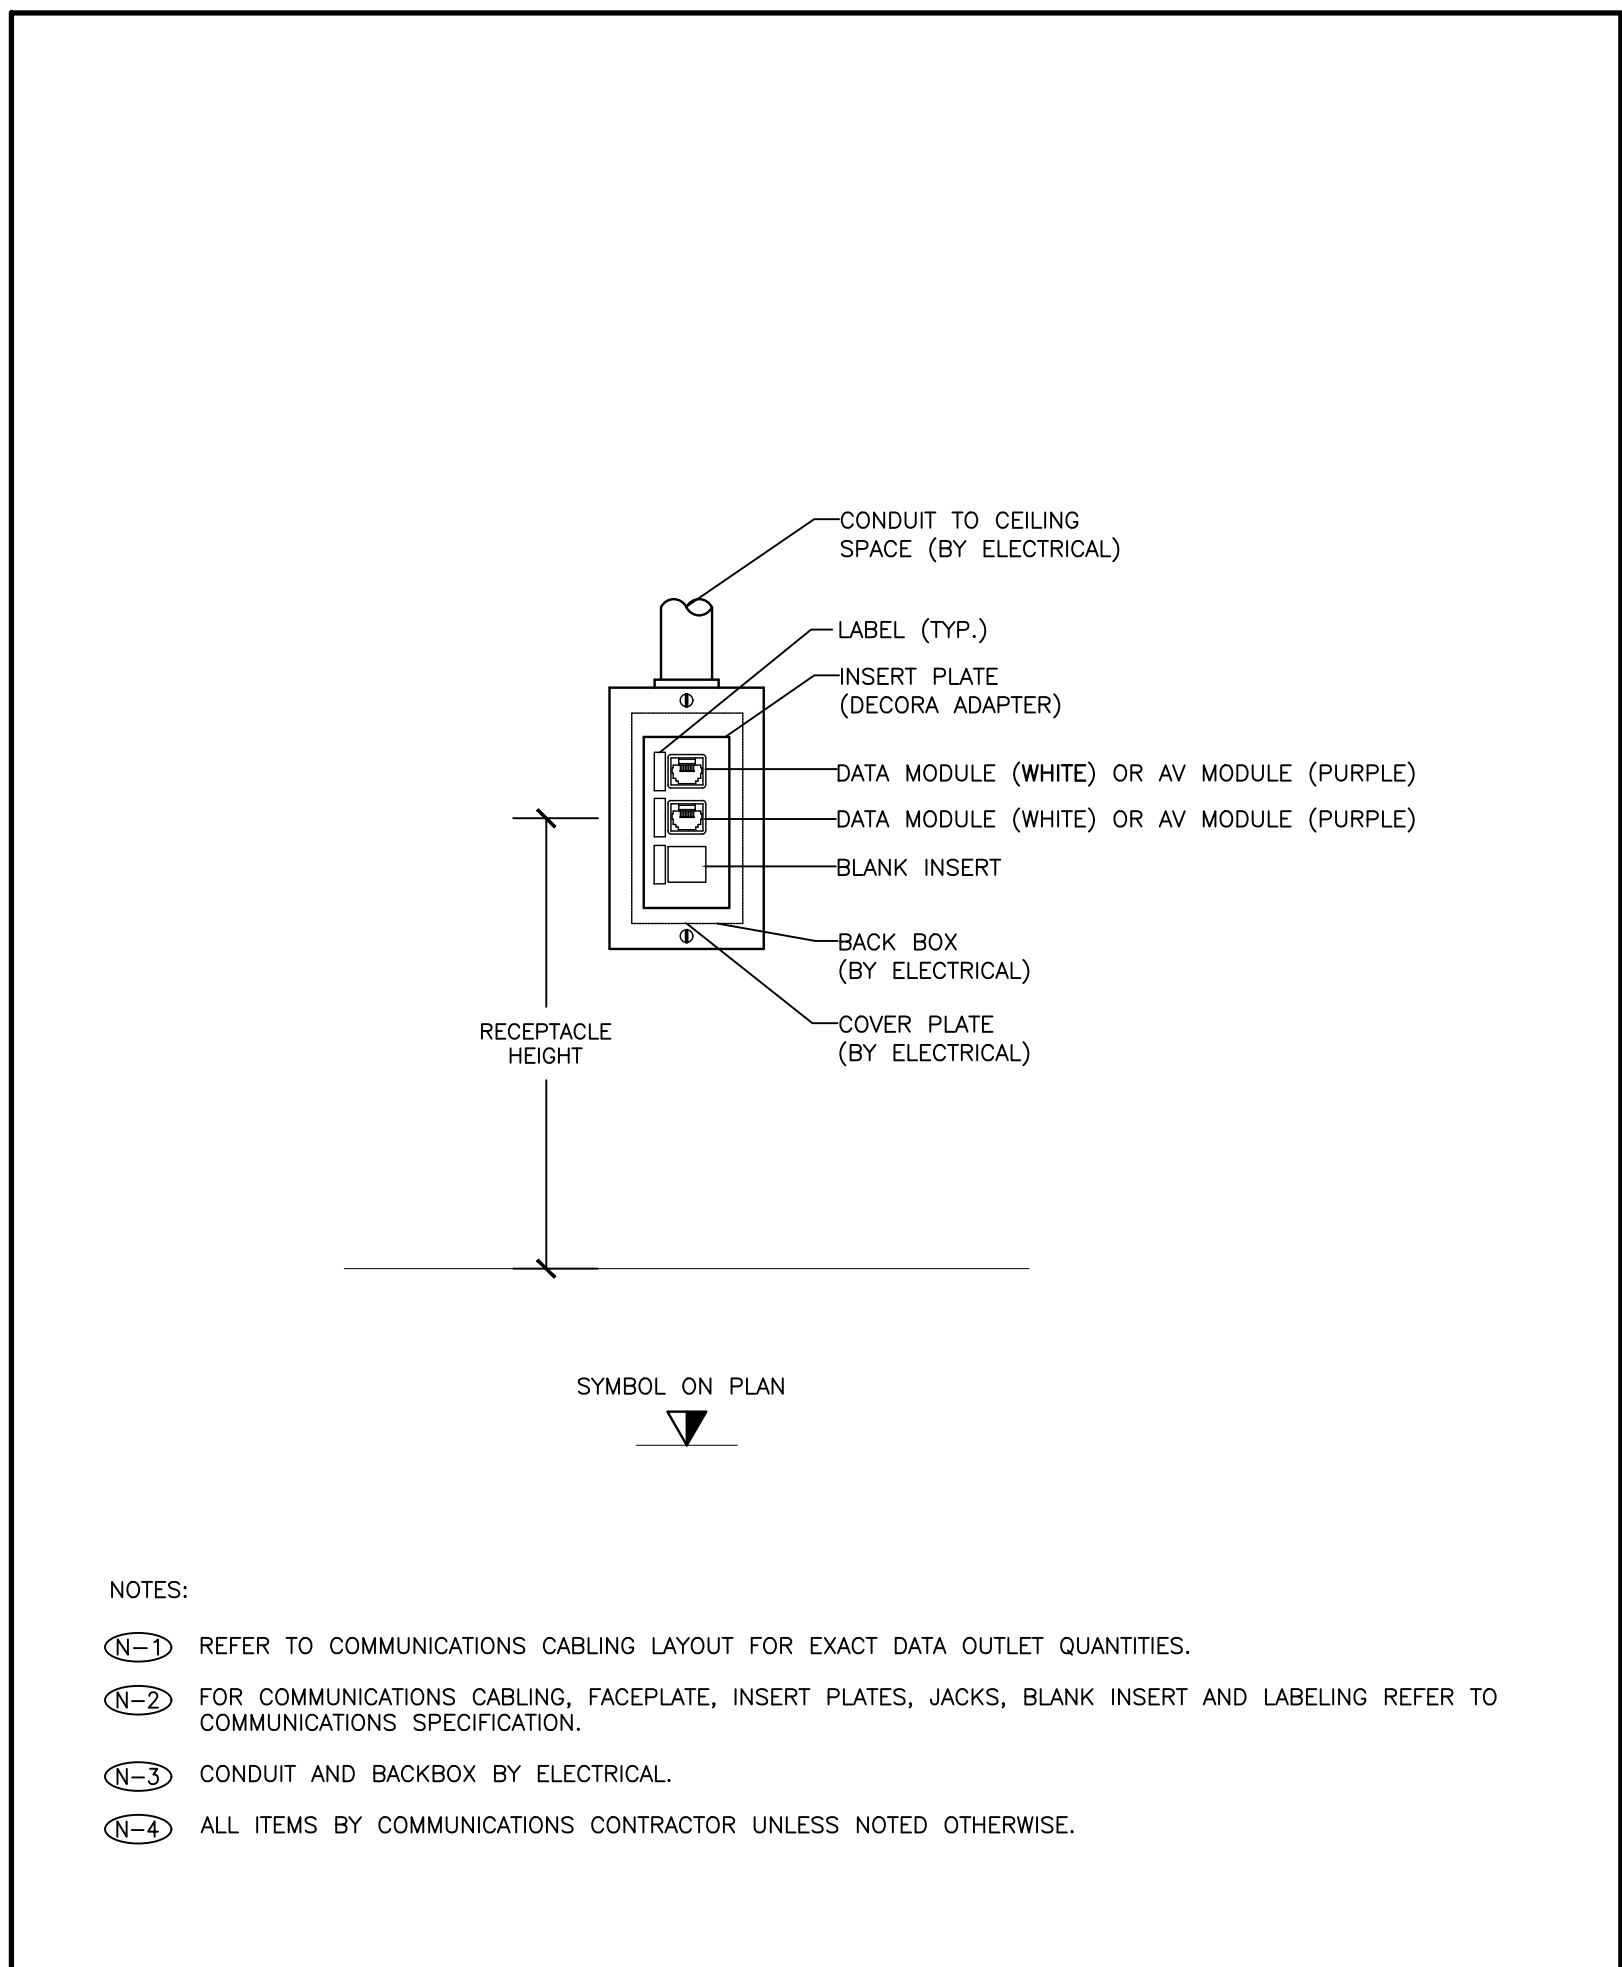 CONDUIT TO CEILING
SPACE (BY ELECTRICAL)
LABEL (TYP.)
INSERT PLATE
(DECORA ADAPTER)
DATA MODULE (WHITE) OR AV MODULE (PURPLE)
DATA MODULE (WHITE) OR AV MODULE (PURPLE)
BLANK INSERT
BACK BOX
(BY ELECTRICAL)
COVER PLATE
(BY ELECTRICAL)
RECEPTACLE
HEIGHT
SYMBOL ON PLAN
NOTES:
N-1 REFER TO COMMUNICATIONS CABLING LAYOUT FOR EXACT DATA OUTLET QUANTITIES.
N-2 FOR COMMUNICATIONS CABLING, FACEPLATE, INSERT PLATES, JACKS, BLANK INSERT AND LABELING REFER TO
COMMUNICATIONS SPECIFICATION.
N-3 CONDUIT AND BACKBOX BY ELECTRICAL.
N-4 ALL ITEMS BY COMMUNICATIONS CONTRACTOR UNLESS NOTED OTHERWISE.